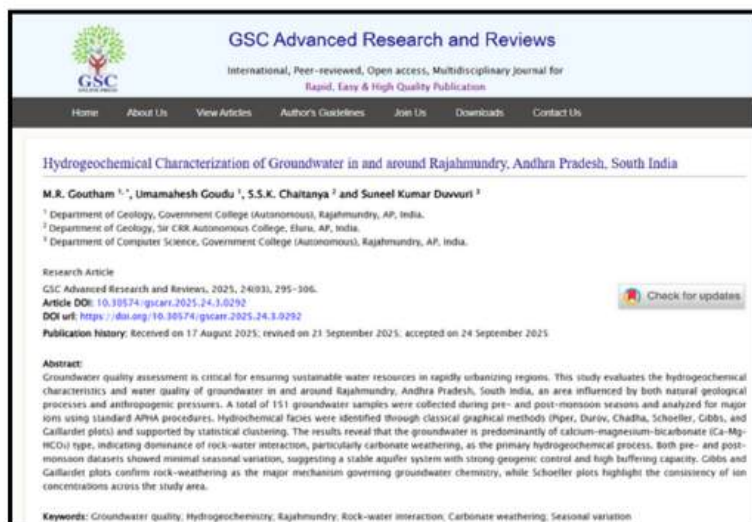 GSC
ONLINE PRESS
GSC Advanced Research and Reviews
International, Peer-reviewed, Open access, Multidisciplinary Journal for
Rapid, Easy & High Quality Publication
Home About Us View Articles Author's Guidelines Join Us Downloads Contact Us
Hydrogeochemical Characterization of Groundwater in and around Rajahmundry, Andhra Pradesh, South India
M.R. Goutham 1, *, Umamahesh Goudu 1, S.S.K. Chaitanya 2 and Suneel Kumar Duvvuri 3
1 Department of Geology, Government College (Autonomous), Rajahmundry, AP, India.
2 Department of Geology, Sir CRR Autonomous College, Eluru, AP, India.
3 Department of Computer Science, Government College (Autonomous), Rajahmundry, AP, India.
Research Article
GSC Advanced Research and Reviews, 2025, 24(03), 295-306.
Article DOI: 10.30574/gscarr.2025.24.3.0292
DOI url: https://doi.org/10.30574/gscarr.2025.24.3.0292
Check for updates
Publication history: Received on 17 August 2025; revised on 21 September 2025; accepted on 24 September 2025
Abstract:
Groundwater quality assessment is critical for ensuring sustainable water resources in rapidly urbanizing regions. This study evaluates the hydrogeochemical
characteristics and water quality of groundwater in and around Rajahmundry, Andhra Pradesh, South India, an area influenced by both natural geological
processes and anthropogenic pressures. A total of 151 groundwater samples were collected during pre- and post-monsoon seasons and analyzed for major
ions using standard APHA procedures. Hydrochemical facies were identified through classical graphical methods (Piper, Durov, Chadha, Schoeller, Gibbs, and
Gaillardet plots) and supported by statistical clustering. The results reveal that the groundwater is predominantly of calcium-magnesium-bicarbonate (Ca-Mg-
HCO₃) type, indicating dominance of rock-water interaction, particularly carbonate weathering, as the primary hydrogeochemical process. Both pre- and post-
monsoon datasets showed minimal seasonal variation, suggesting a stable aquifer system with strong geogenic control and high buffering capacity. Gibbs and
Gaillardet plots confirm rock-weathering as the major mechanism governing groundwater chemistry, while Schoeller plots highlight the consistency of ion
concentrations across the study area.
Keywords: Groundwater quality; Hydrogeochemistry; Rajahmundry; Rock-water interaction; Carbonate weathering; Seasonal variation